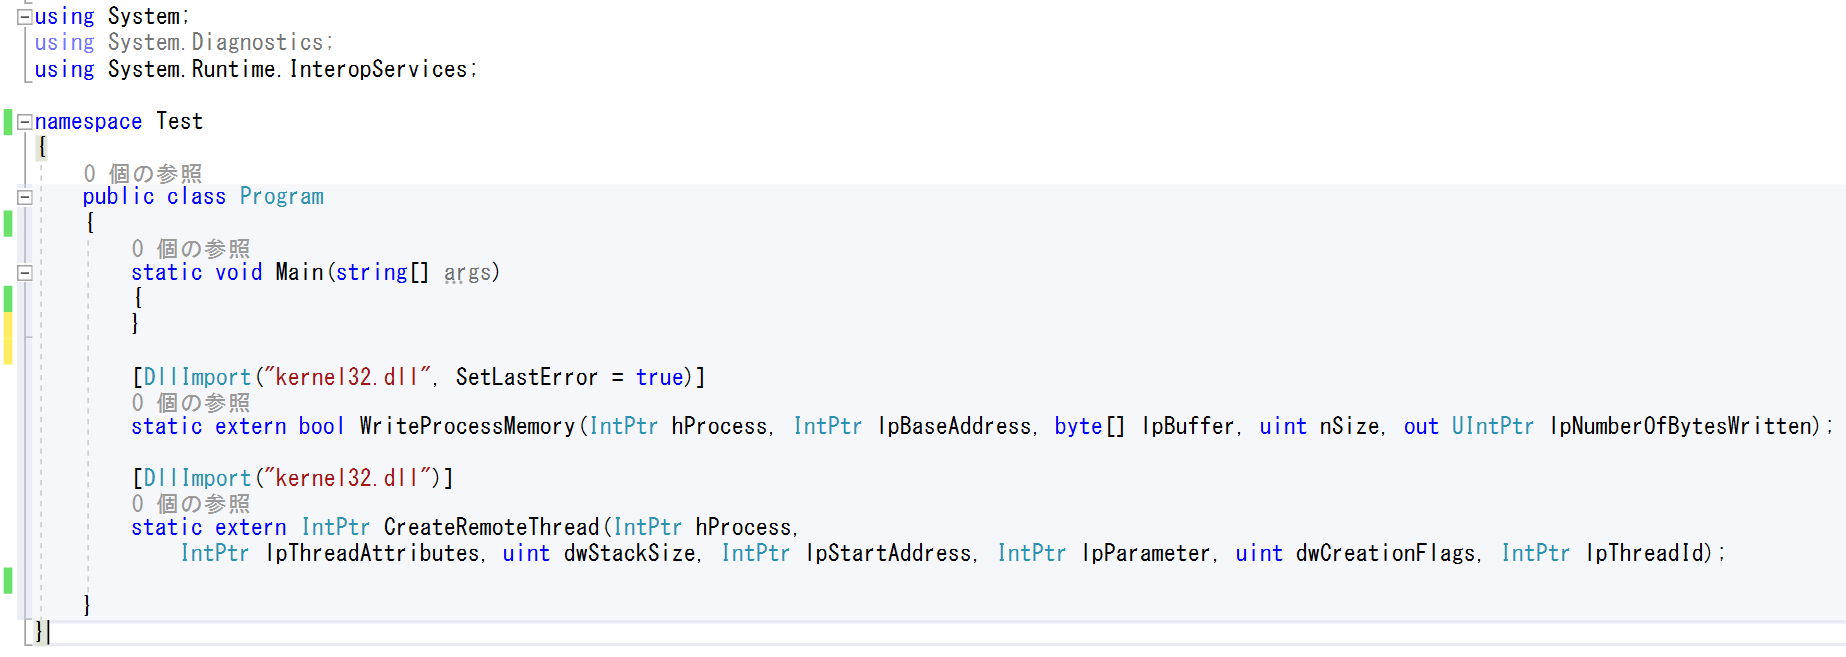 using System;
using System.Diagnostics;
using System.Runtime.InteropServices;
namespace Test
{
0 個の参照
public class Program
{
0 個の参照
static void Main(string[] args)
{
}
[DllImport("kernel32.dll", SetLastError = true)]
0 個の参照
static extern bool WriteProcessMemory(IntPtr hProcess, IntPtr lpBaseAddress, byte[] lpBuffer, uint nSize, out UIntPtr lpNumberOfBytesWritten);
[DllImport("kernel32.dll")]
0 個の参照
static extern IntPtr CreateRemoteThread(IntPtr hProcess,
IntPtr lpThreadAttributes, uint dwStackSize, IntPtr lpStartAddress, IntPtr lpParameter, uint dwCreationFlags, IntPtr lpThreadId);
}
}